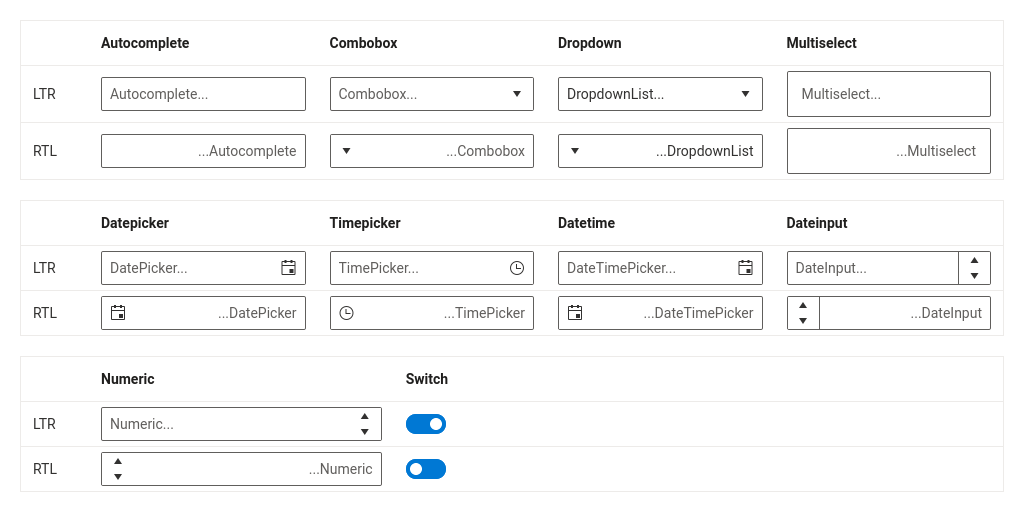 Autocomplete Combobox Dropdown Multiselect
LTR Autocomplete... Combobox... DropdownList... Multiselect...
RTL ...Autocomplete ...Combobox ...DropdownList ...Multiselect
Datepicker Timepicker Datetime Dateinput
LTR DatePicker... TimePicker... DateTimePicker... DateInput...
RTL ...DatePicker ...TimePicker ...DateTimePicker ...DateInput
Numeric Switch
LTR Numeric...
RTL ...Numeric